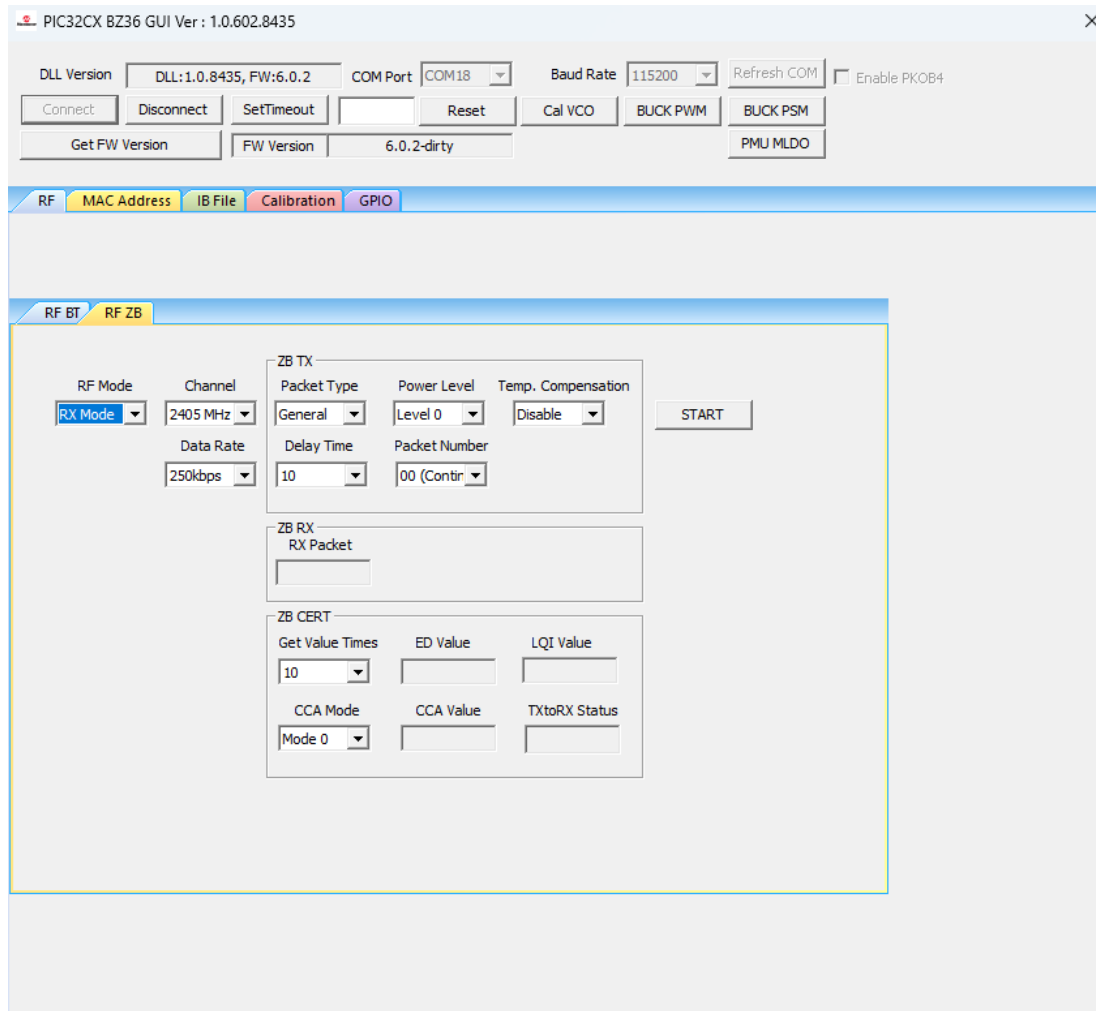 PIC32CX BZ36 GUI Ver : 1.0.602.8435
DLL Version DLL:1.0.8435, FW:6.0.2 COM Port COM18 Baud Rate 115200 Refresh COM Enable PKOB4
Connect Disconnect SetTimeout Reset Cal VCO BUCK PWM BUCK PSM
Get FW Version FW Version 6.0.2-dirty PMU MLDO
RF MAC Address IB File Calibration GPIO
RF BT RF ZB
ZB TX
RF Mode Channel Packet Type Power Level Temp. Compensation
RX Mode 2405 MHz General Level 0 Disable START
Data Rate Delay Time Packet Number
250kbps 10 00 (Contin
ZB RX
RX Packet
ZB CERT
Get Value Times ED Value LQI Value
10
CCA Mode CCA Value TXtoRX Status
Mode 0